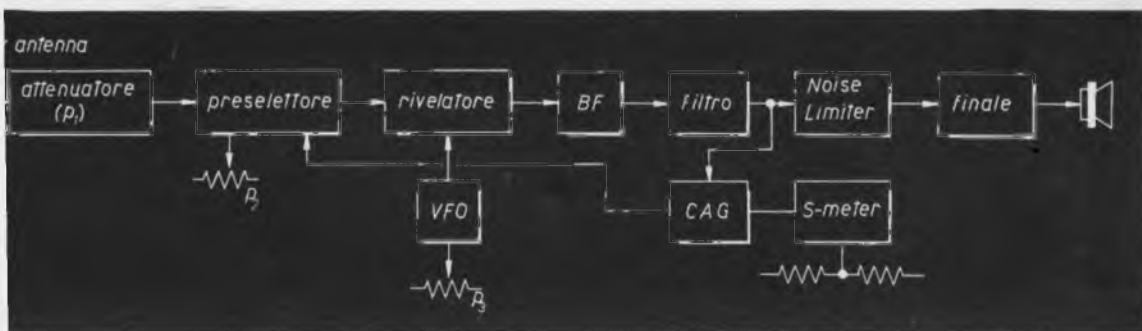 antenna
attenuatore
(p1)
preselettore
rivelatore
BF
filtro
Noise
Limiter
finale
p2
VFO
CAG
S-meter
p3